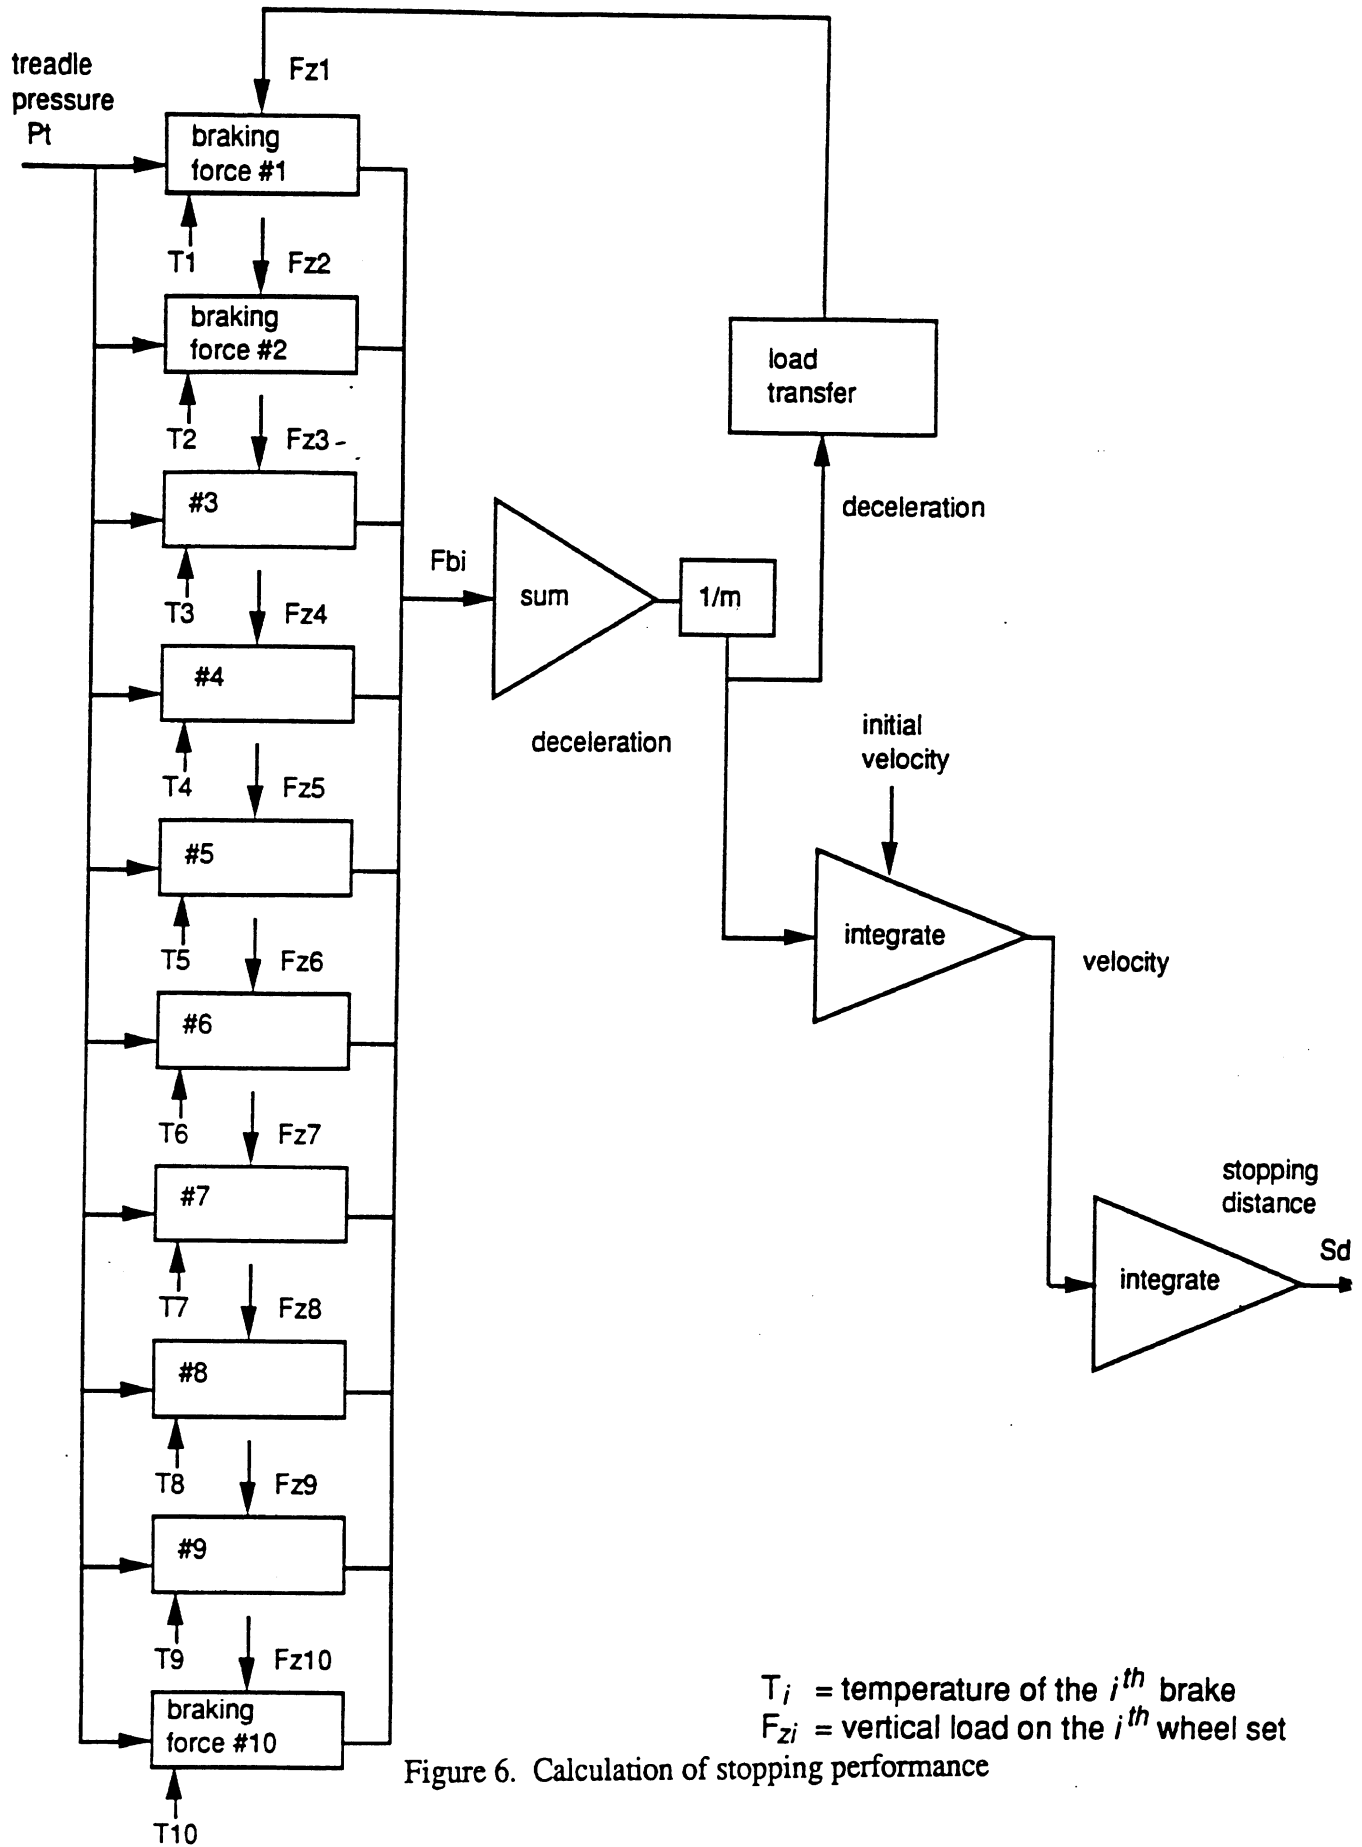 treadle
pressure
Pt
Fz1
braking
force #1
T1
Fz2
braking
force #2
T2
Fz3
#3
T3
Fz4
#4
T4
Fz5
#5
T5
Fz6
#6
T6
Fz7
#7
T7
Fz8
#8
T8
Fz9
#9
T9
Fz10
braking
force #10
T10
Fbi
sum
1/m
deceleration
load
transfer
deceleration
initial
velocity
integrate
velocity
stopping
distance
Sd
integrate
Ti = temperature of the ith brake
Fzi = vertical load on the ith wheel set
Figure 6. Calculation of stopping performance